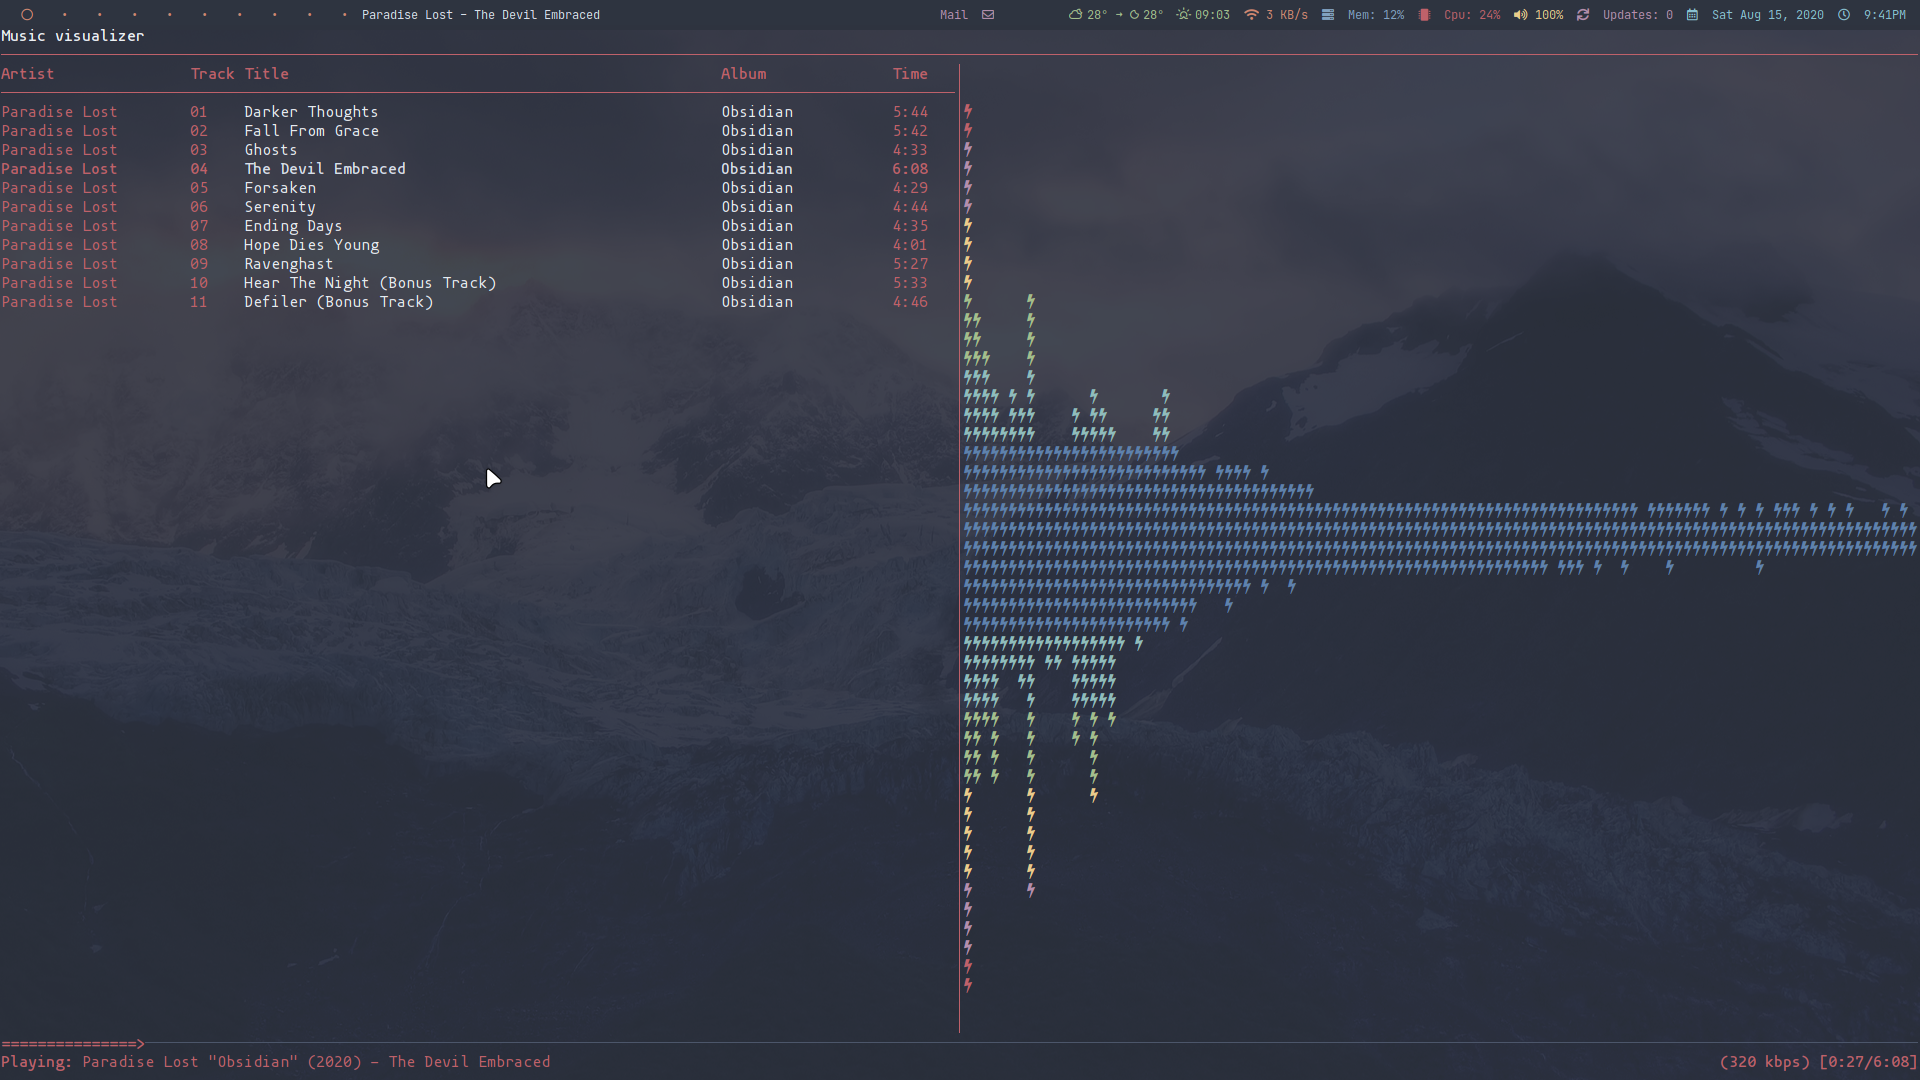 Paradise Lost – The Devil Embraced Mail 28° → 28° 09:03 3 KB/s Mem: 12% Cpu: 24% 100% Updates: 0 Sat Aug 15, 2020 9:41PM
Music visualizer
Artist Track Title Album Time
Paradise Lost 01 Darker Thoughts Obsidian 5:44
Paradise Lost 02 Fall From Grace Obsidian 5:42
Paradise Lost 03 Ghosts Obsidian 4:33
Paradise Lost 04 The Devil Embraced Obsidian 6:08
Paradise Lost 05 Forsaken Obsidian 4:29
Paradise Lost 06 Serenity Obsidian 4:44
Paradise Lost 07 Ending Days Obsidian 4:35
Paradise Lost 08 Hope Dies Young Obsidian 4:01
Paradise Lost 09 Ravenghast Obsidian 5:27
Paradise Lost 10 Hear The Night (Bonus Track) Obsidian 5:33
Paradise Lost 11 Defiler (Bonus Track) Obsidian 4:46
===============>
Playing: Paradise Lost "Obsidian" (2020) – The Devil Embraced (320 kbps) [0:27/6:08]